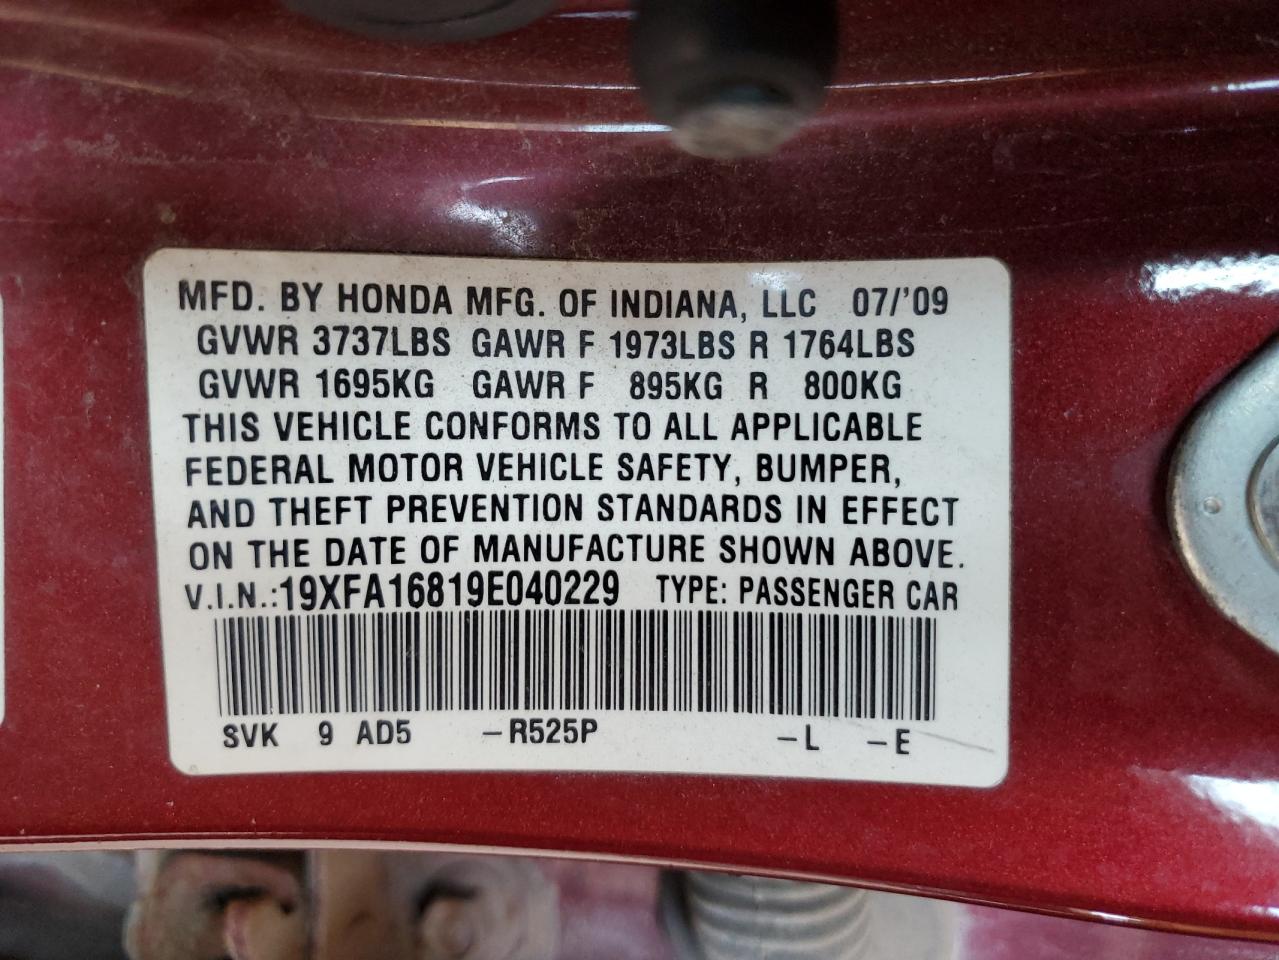 MFD. BY HONDA MFG. OF INDIANA, LLC 07/'09
GVWR 3737LBS GAWR F 1973LBS R 1764LBS
GVWR 1695KG GAWR F 895KG R 800KG
THIS VEHICLE CONFORMS TO ALL APPLICABLE
FEDERAL MOTOR VEHICLE SAFETY, BUMPER,
AND THEFT PREVENTION STANDARDS IN EFFECT
ON THE DATE OF MANUFACTURE SHOWN ABOVE.
V.I.N.:19XFA16819E040229 TYPE: PASSENGER CAR
SVK 9 AD5 -R525P -L -E